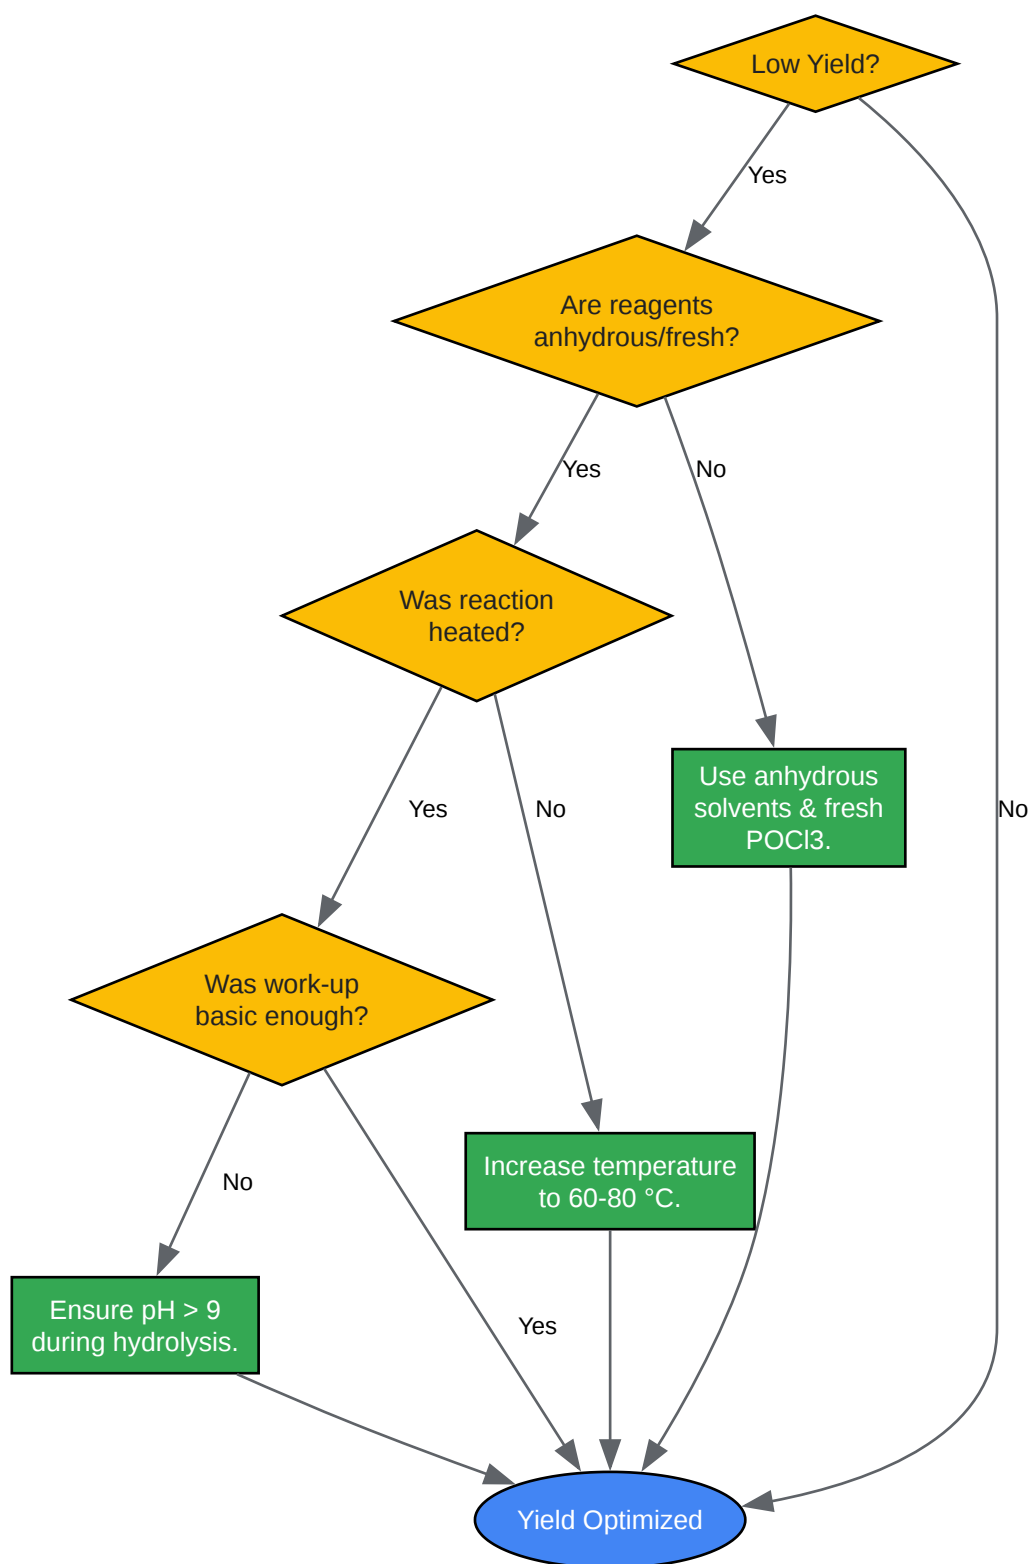 Low Yield?
Yes
Are reagents
anhydrous/fresh?
Yes
No
Was reaction
heated?
Use anhydrous
solvents & fresh
POCl3.
Yes
No
No
Was work-up
basic enough?
Increase temperature
to 60-80 °C.
No
Ensure pH > 9
during hydrolysis.
Yes
Yield Optimized